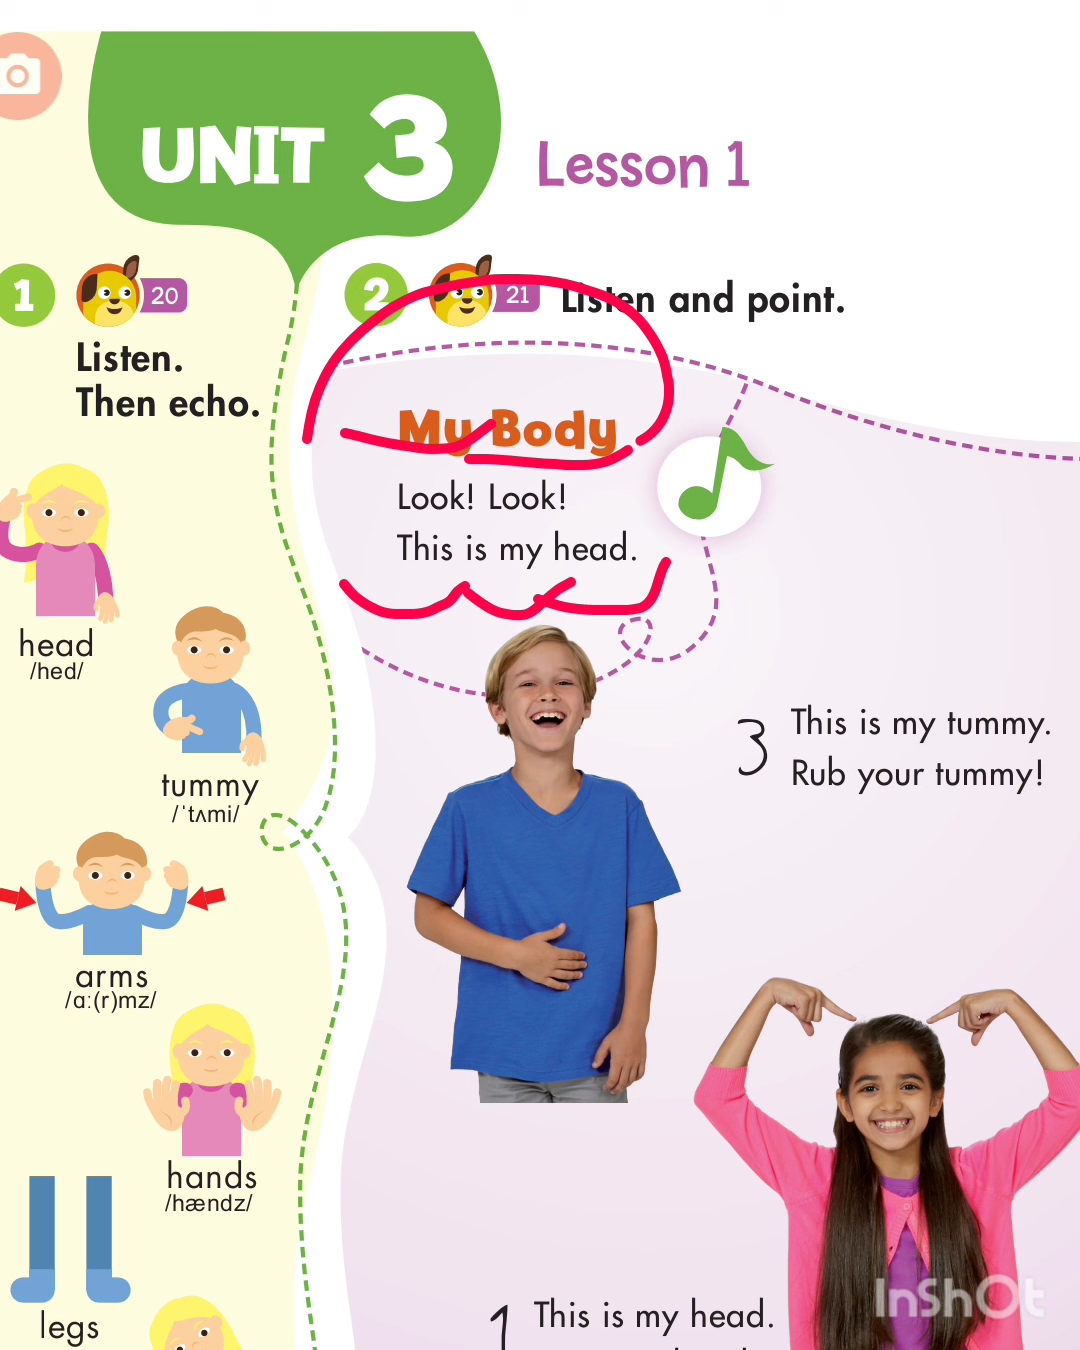 UNIT 3
Lesson 1
1
20
Listen.
Then echo.
head
/hed/
tummy
/ˈtʌmi/
arms
/ɑː(r)mz/
hands
/hændz/
legs
2
21
Listen and point.
My Body
Look! Look!
This is my head.
3
This is my tummy.
Rub your tummy!
1
This is my head.
InShOt